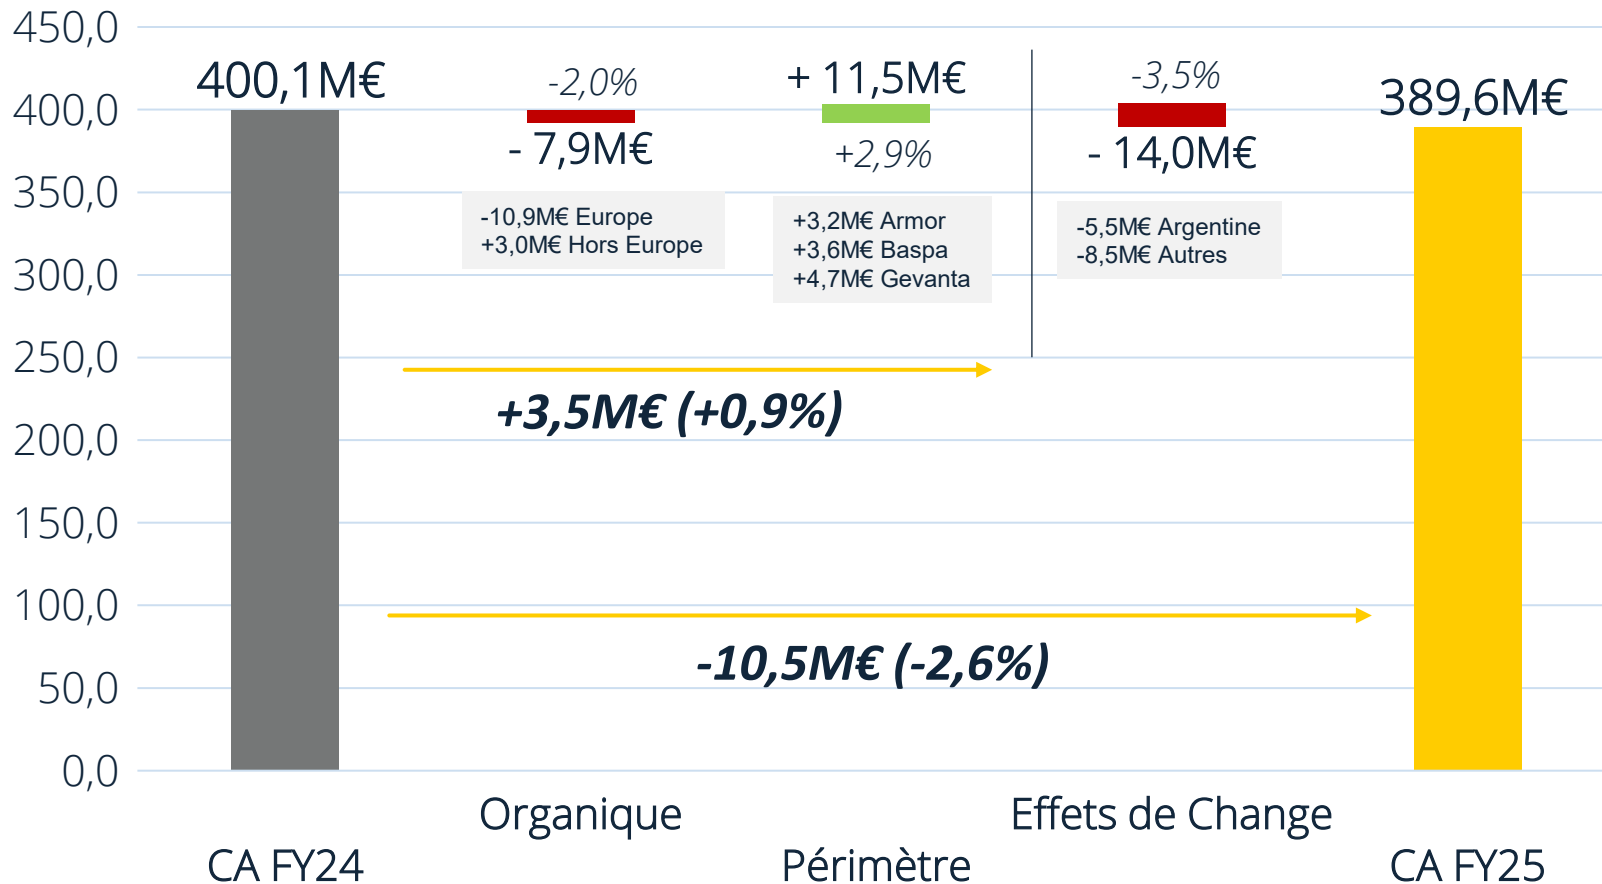 450,0
400,0
350,0
300,0
250,0
200,0
150,0
100,0
50,0
0,0
400,1M€
-2,0%
- 7,9M€
-10,9M€ Europe
+3,0M€ Hors Europe
+ 11,5M€
+2,9%
+3,2M€ Armor
+3,6M€ Baspa
+4,7M€ Gevanta
-3,5%
- 14,0M€
-5,5M€ Argentine
-8,5M€ Autres
389,6M€
+3,5M€ (+0,9%)
-10,5M€ (-2,6%)
CA FY24
Organique
Périmètre
Effets de Change
CA FY25